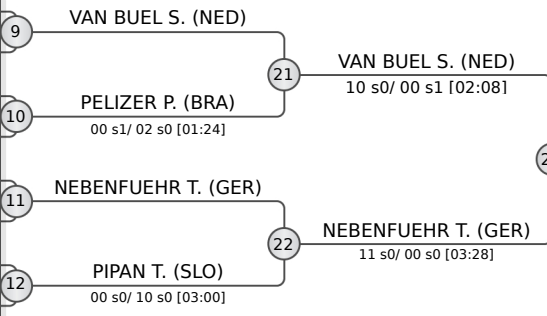 9
VAN BUEL S. (NED)
21
VAN BUEL S. (NED)
10 s0/ 00 s1 [02:08]
10
PELIZER P. (BRA)
00 s1/ 02 s0 [01:24]
11
NEBENFUEHR T. (GER)
22
NEBENFUEHR T. (GER)
11 s0/ 00 s0 [03:28]
12
PIPAN T. (SLO)
00 s0/ 10 s0 [03:00]